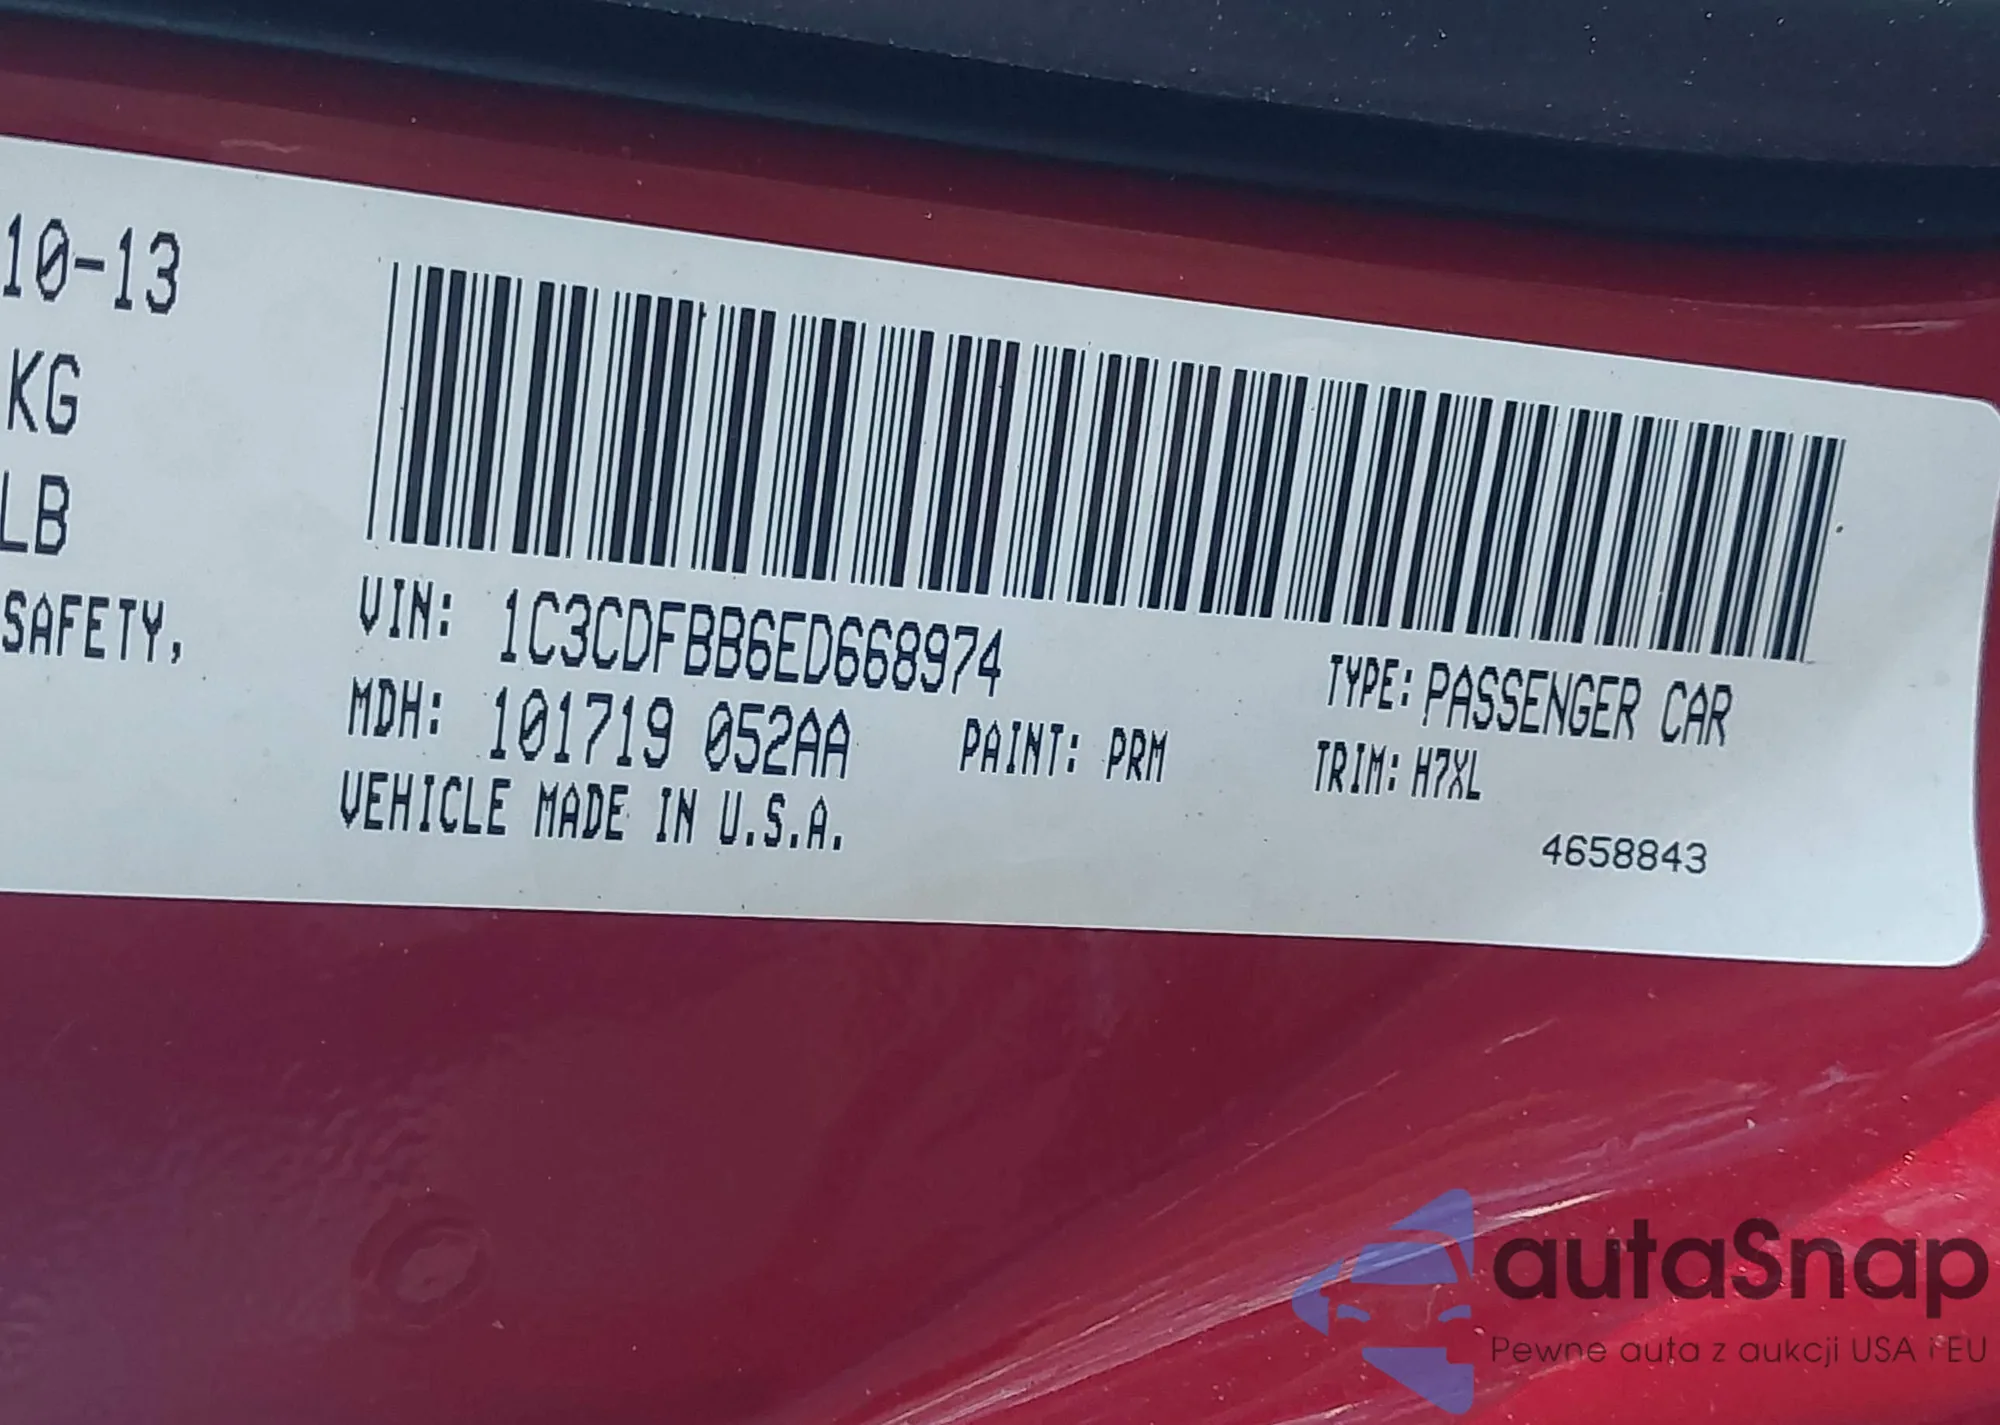 10-13
KG
LB
SAFETY,
VIN: 1C3CDFBB6ED668974
TYPE: PASSENGER CAR
MDH: 101719 052AA
PAINT: PRM
TRIM: H7XL
VEHICLE MADE IN U.S.A.
4658843
autaSnap
Pewne auta z aukcji USA i EU